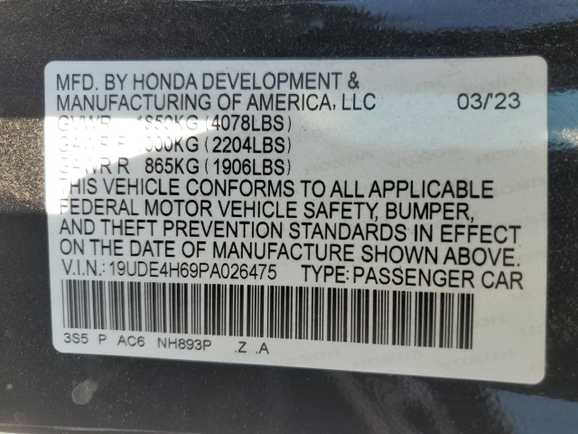 MFD. BY HONDA DEVELOPMENT &
MANUFACTURING OF AMERICA, LLC 03/'23
GVWR 1850KG (4078LBS)
(2204LBS)
R 865KG (1906LBS)
THIS VEHICLE CONFORMS TO ALL APPLICABLE
FEDERAL MOTOR VEHICLE SAFETY, BUMPER,
AND THEFT PREVENTION STANDARDS IN EFFECT
ON THE DATE OF MANUFACTURE SHOWN ABOVE.
V.I.N.: 19UDE4H69PA026475 TYPE: PASSENGER CAR
3S5 P AC6 NH893P .Z .A